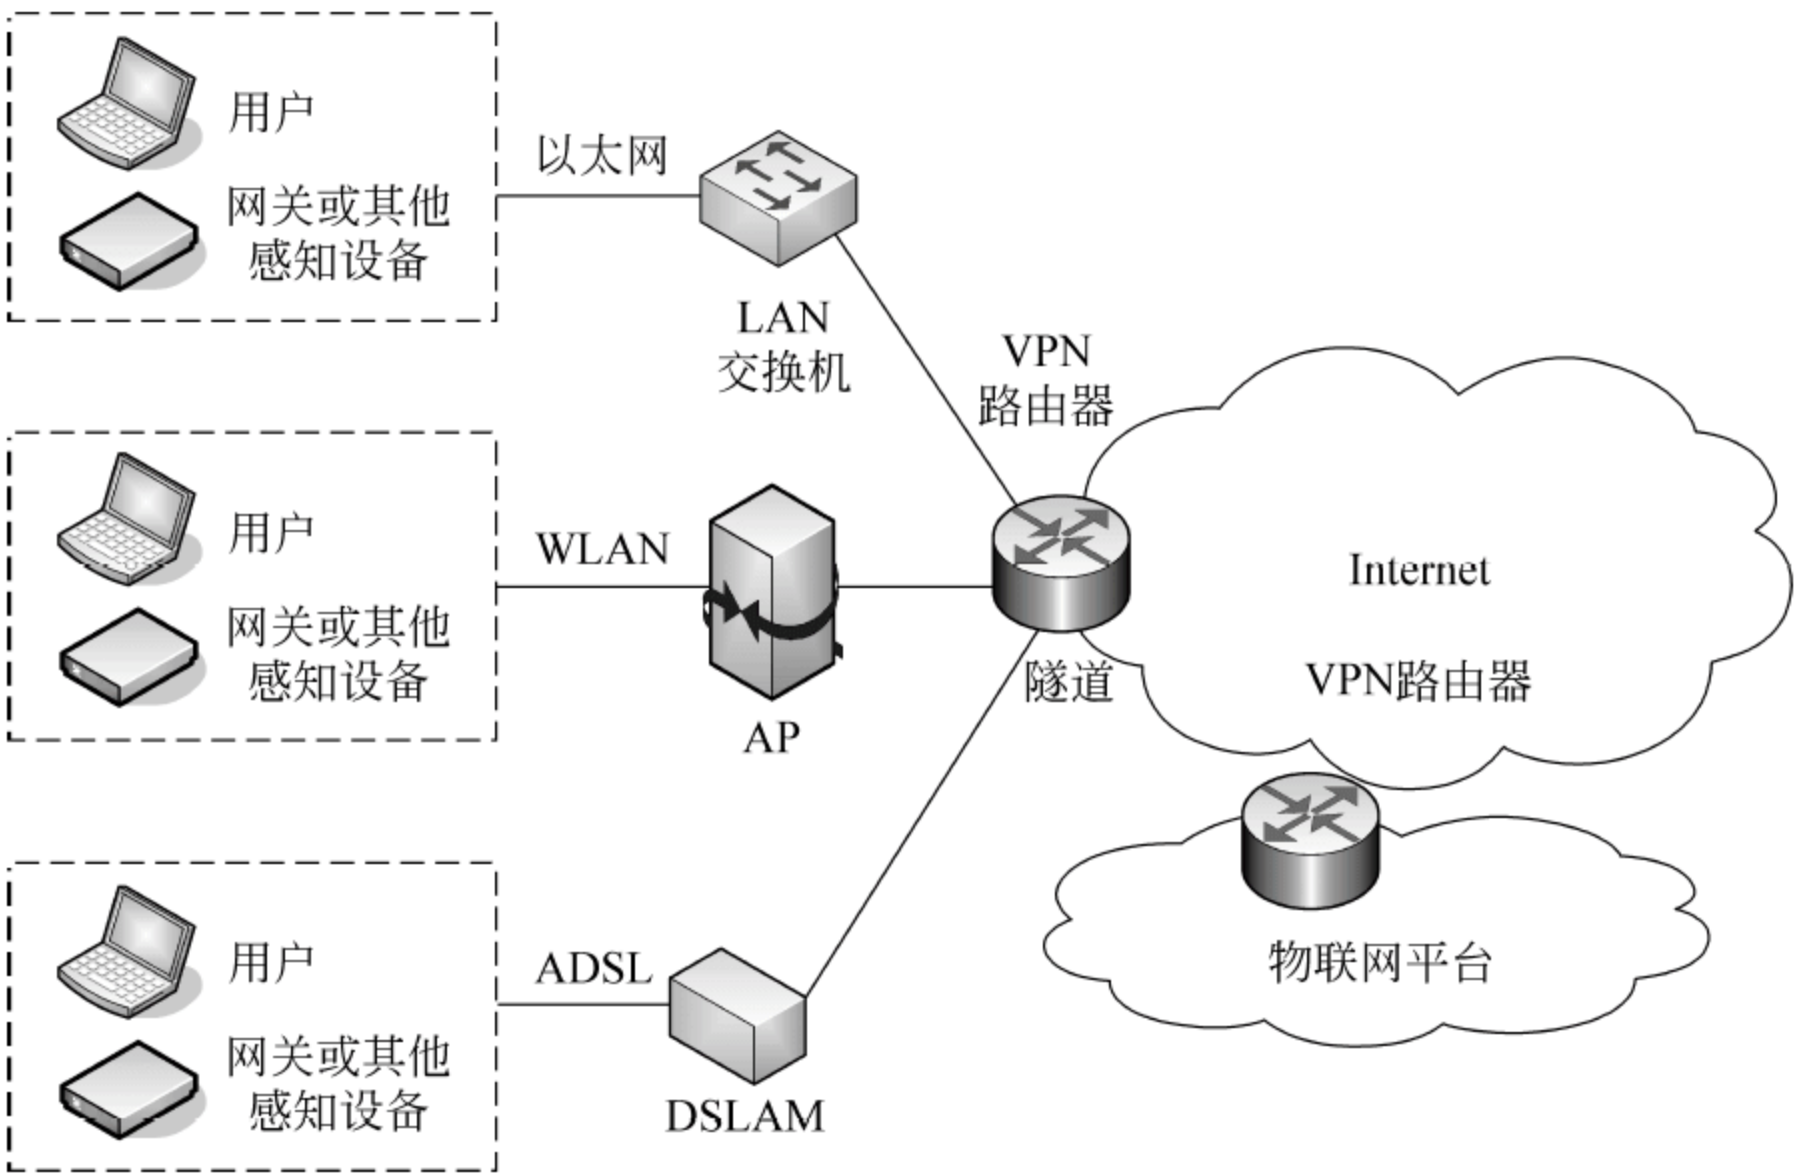 用户
网关或其他
感知设备
以太网
LAN
交换机
VPN
路由器
用户
网关或其他
感知设备
WLAN
AP
隧道
Internet
VPN路由器
物联网平台
用户
网关或其他
感知设备
ADSL
DSLAM